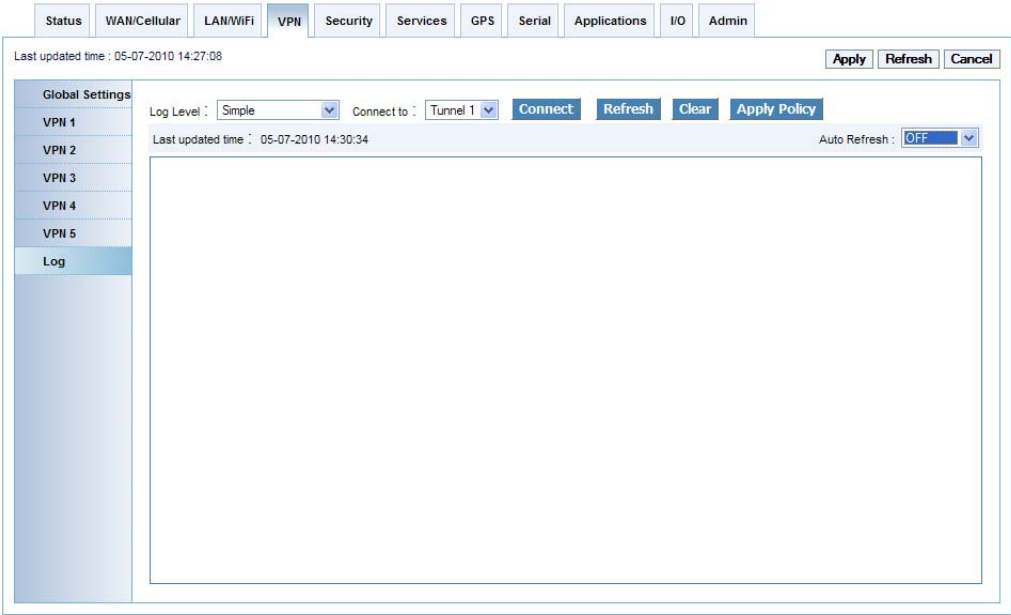 Status WAN/Cellular LAN/WiFi VPN Security Services GPS Serial Applications I/O Admin
Last updated time : 05-07-2010 14:27:08 Apply Refresh Cancel
Global Settings
VPN 1
VPN 2
VPN 3
VPN 4
VPN 5
Log
Log Level : Simple Connect to : Tunnel 1 Connect Refresh Clear Apply Policy
Last updated time : 05-07-2010 14:30:34 Auto Refresh : OFF